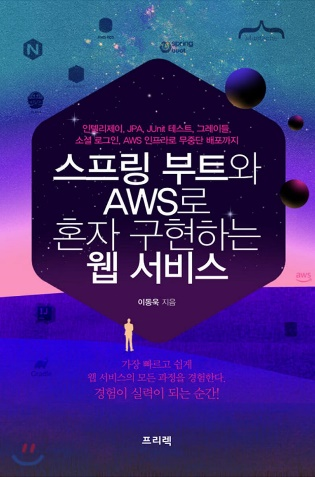 spring
boot
인텔리제이, JPA, JUnit 테스트, 그레이들,
소셜 로그인, AWS 인프라로 무중단 배포까지
스프링 부트와
AWS로
혼자 구현하는
웹 서비스
이동욱 지음
aws
IJ
가장 빠르고 쉽게
웹 서비스의 모든 과정을 경험한다.
경험이 실력이 되는 순간!
프리렉